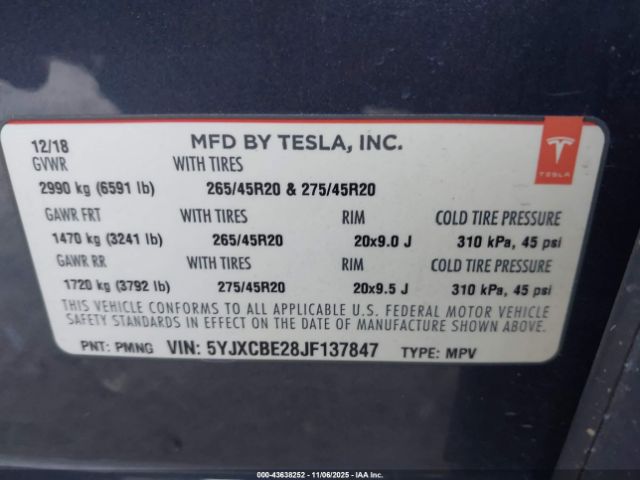 12/18 MFD BY TESLA, INC.
GVWR WITH TIRES
2990 kg (6591 lb) 265/45R20 & 275/45R20
TESLA
GAWR FRT WITH TIRES RIM COLD TIRE PRESSURE
1470 kg (3241 lb) 265/45R20 20x9.0 J 310 kPa, 45 psi
GAWR RR WITH TIRES RIM COLD TIRE PRESSURE
1720 kg (3792 lb) 275/45R20 20x9.5 J 310 kPa, 45 psi
THIS VEHICLE CONFORMS TO ALL APPLICABLE U.S. FEDERAL MOTOR VEHICLE
SAFETY STANDARDS IN EFFECT ON THE DATE OF MANUFACTURE SHOWN ABOVE.
PNT: PMNG VIN: 5YJXCBE28JF137847 TYPE: MPV
000-43638252 - 11/06/2025 - IAA Inc. All Rights Reserved.